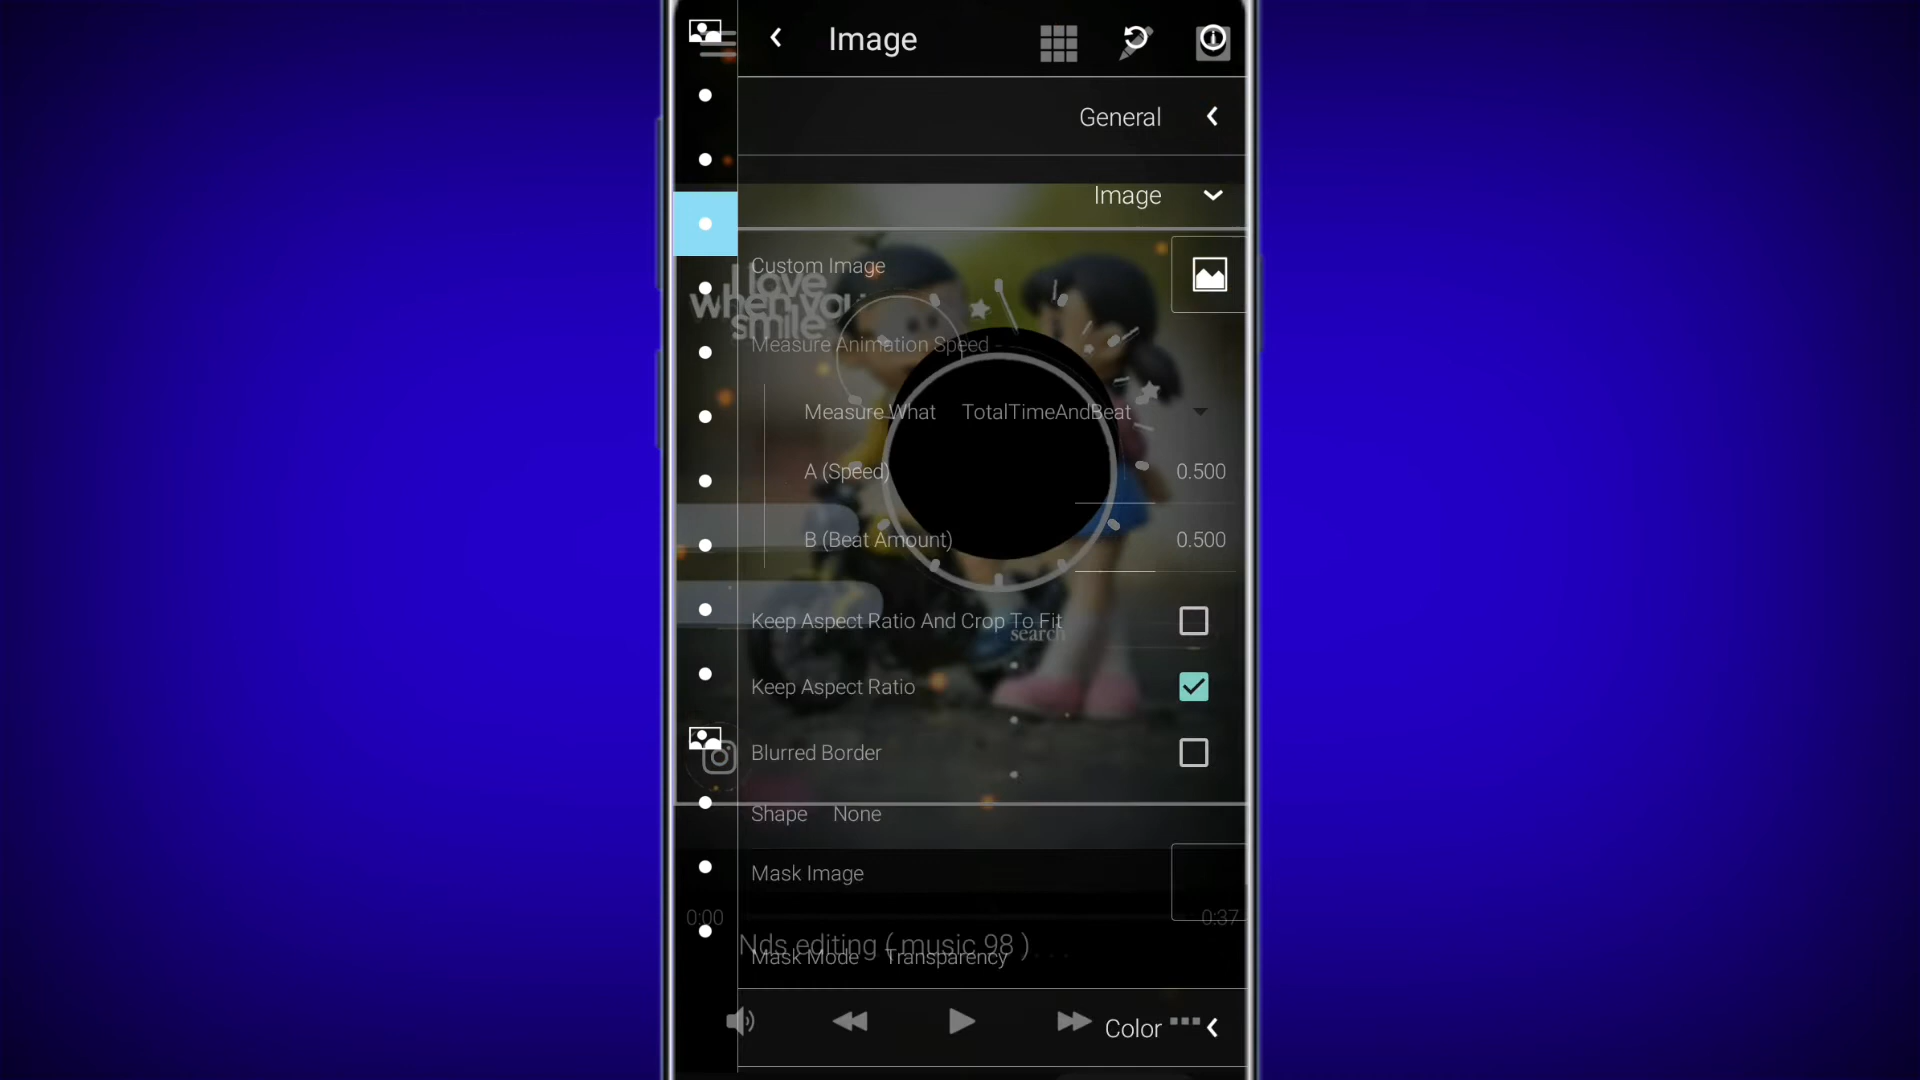 Image
General
Image
Custom Image
I love
when you
smile
Measure Animation Speed -
Measure What TotalTimeAndBeat
A (Speed) 0.500
B (Beat Amount) 0.500
Keep Aspect Ratio And Crop To Fit
search
Keep Aspect Ratio
Blurred Border
Shape None
Mask Image
0:00 0:37
Nds editing ( music 98 ) . . .
Mask Mode Transparency
Color